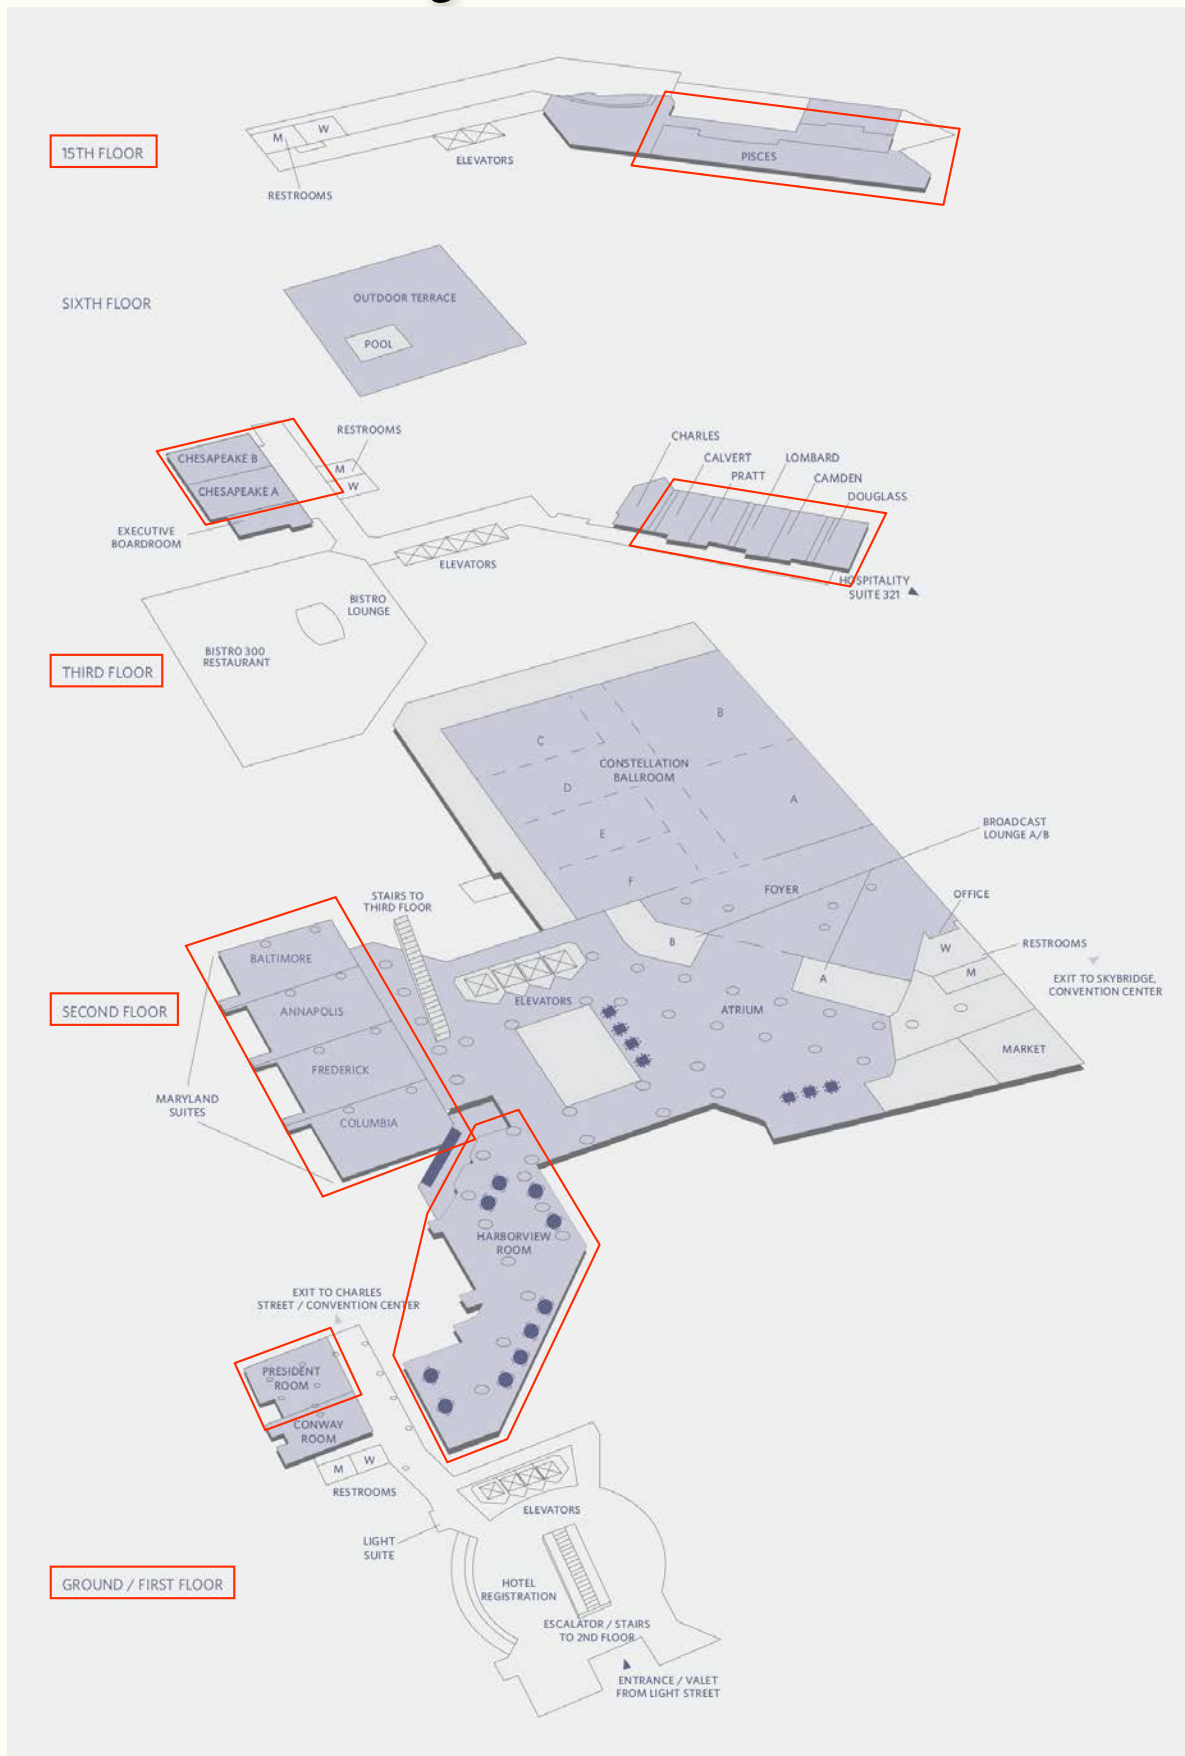 M
W
15TH FLOOR
ELEVATORS
PISCES
RESTROOMS
SIXTH FLOOR
OUTDOOR TERRACE
POOL
RESTROOMS
CHARLES
CHESAPEAKE B
CALVERT
LOMBARD
M
PRATT
CAMDEN
W
CHESAPEAKE A
DOUGLASS
EXECUTIVE
BOARDROOM
ELEVATORS
HOSPITALITY
SUITE 321
BISTRO
LOUNGE
BISTRO 300
RESTAURANT
THIRD FLOOR
B
C
CONSTELLATION
BALLROOM
D
A
E
BROADCAST
LOUNGE A/B
F
FOYER
STAIRS TO
THIRD FLOOR
OFFICE
B
W
RESTROOMS
BALTIMORE
M
A
EXIT TO SKYBRIDGE,
CONVENTION CENTER
ELEVATORS
SECOND FLOOR
ANNAPOLIS
ATRIUM
MARKET
FREDERICK
MARYLAND
SUITES
COLUMBIA
HARBORVIEW
ROOM
EXIT TO CHARLES
STREET / CONVENTION CENTER
PRESIDENT
ROOM
CONWAY
ROOM
M
W
RESTROOMS
ELEVATORS
LIGHT
SUITE
GROUND / FIRST FLOOR
HOTEL
REGISTRATION
ESCALATOR / STAIRS
TO 2ND FLOOR
ENTRANCE / VALET
FROM LIGHT STREET